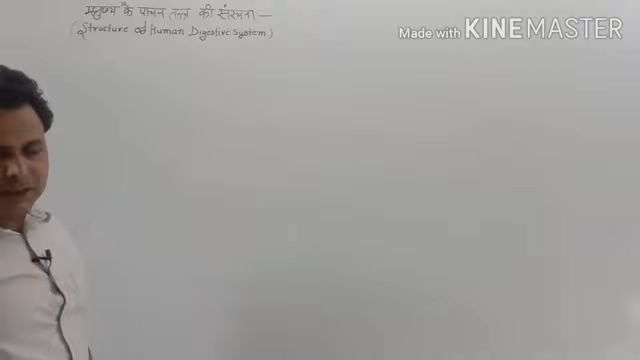 मनुष्य के पाचन तन्त्र की संरचना:—
(Structure of Human Digestive System)
Made with KINEMASTER